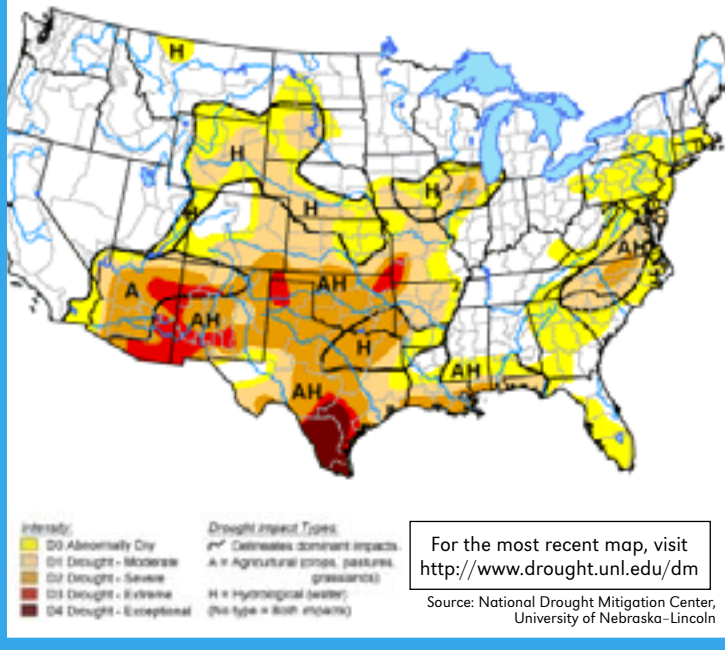 H
H
H
H
H
A
AH
AH
AH
H
AH
AH
Intensity:
D0 Abnormally Dry
D1 Drought - Moderate
D2 Drought - Severe
D3 Drought - Extreme
D4 Drought - Exceptional
Drought Impact Types:
Delineates dominant impacts
A = Agricultural (crops, pastures,
grasslands)
H = Hydrological (water)
(No type = Both impacts)
For the most recent map, visit
http://www.drought.unl.edu/dm
Source: National Drought Mitigation Center,
University of Nebraska–Lincoln